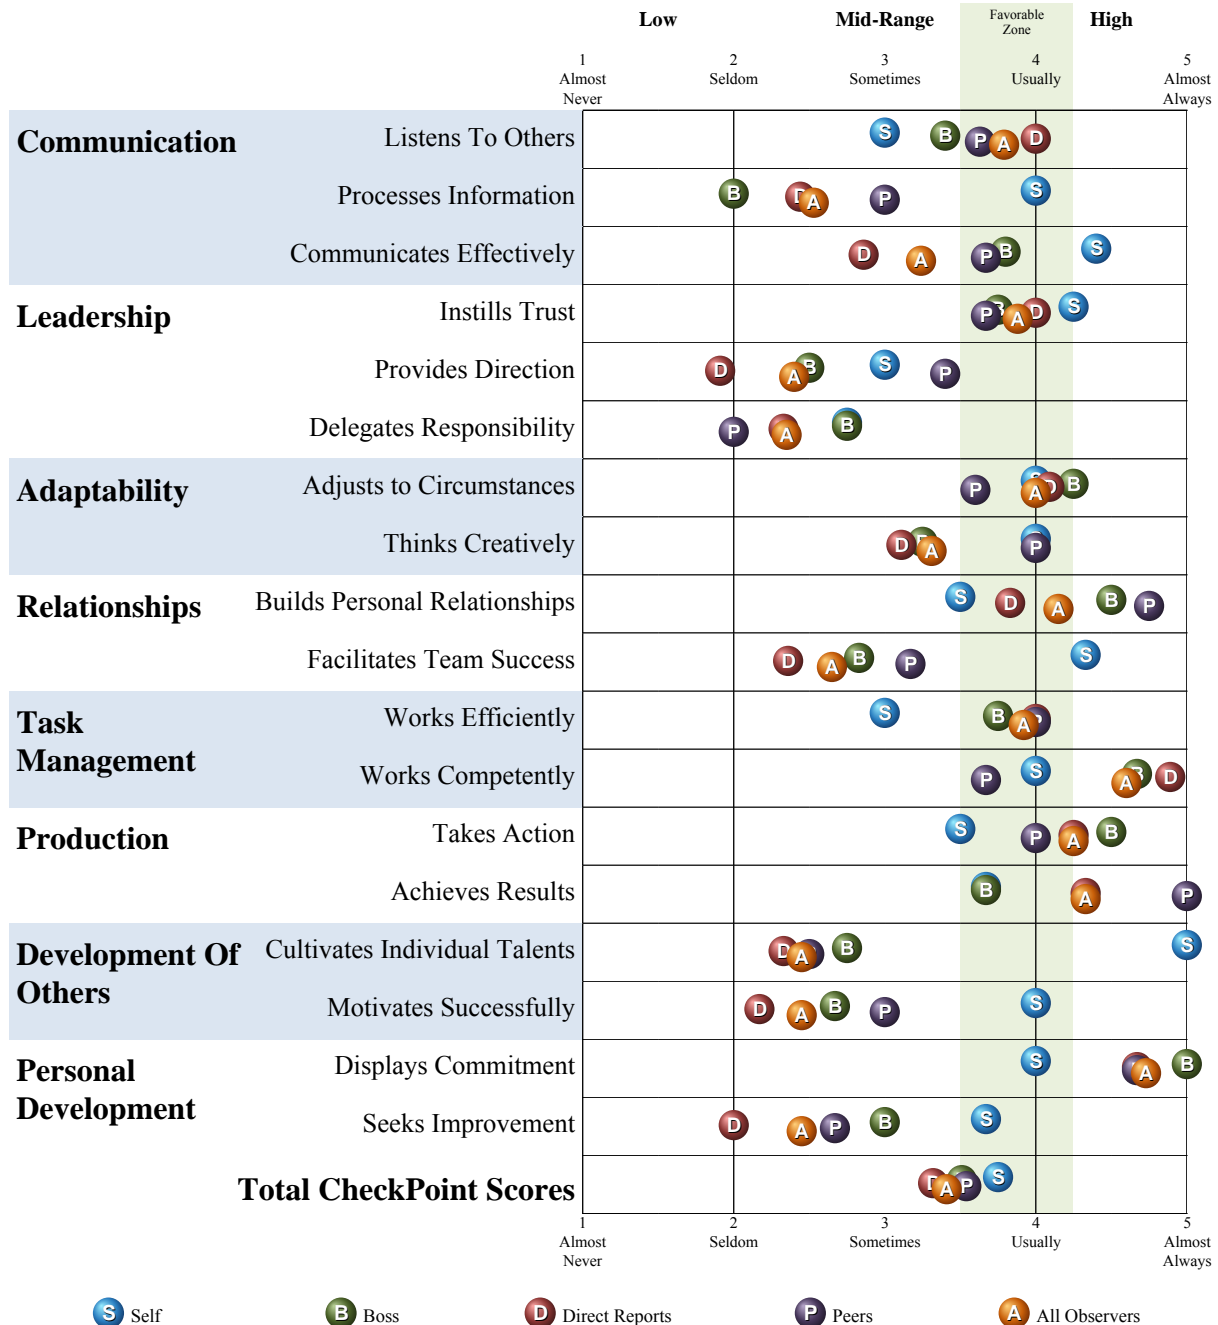 Low Mid-Range Favorable Zone High
1 2 3 4 5
Almost Never Seldom Sometimes Usually Almost Always
Communication Listens To Others S B P A D
Processes Information B D A P S
Communicates Effectively D A P B S
Leadership Instills Trust P B A D S
Provides Direction D A B S P
Delegates Responsibility P A B
Adaptability Adjusts to Circumstances P S A D B
Thinks Creatively D A P
Relationships Builds Personal Relationships S D A B P
Facilitates Team Success D A B P S
Task Management Works Efficiently S B A P
Works Competently P S A B D
Production Takes Action S P A B
Achieves Results B A P
Development Of Others Cultivates Individual Talents D A B S
Motivates Successfully D A B P S
Personal Development Displays Commitment S A B
Seeks Improvement D A P B S
Total CheckPoint Scores D A P S
1 2 3 4 5
Almost Never Seldom Sometimes Usually Almost Always
S Self B Boss D Direct Reports P Peers A All Observers